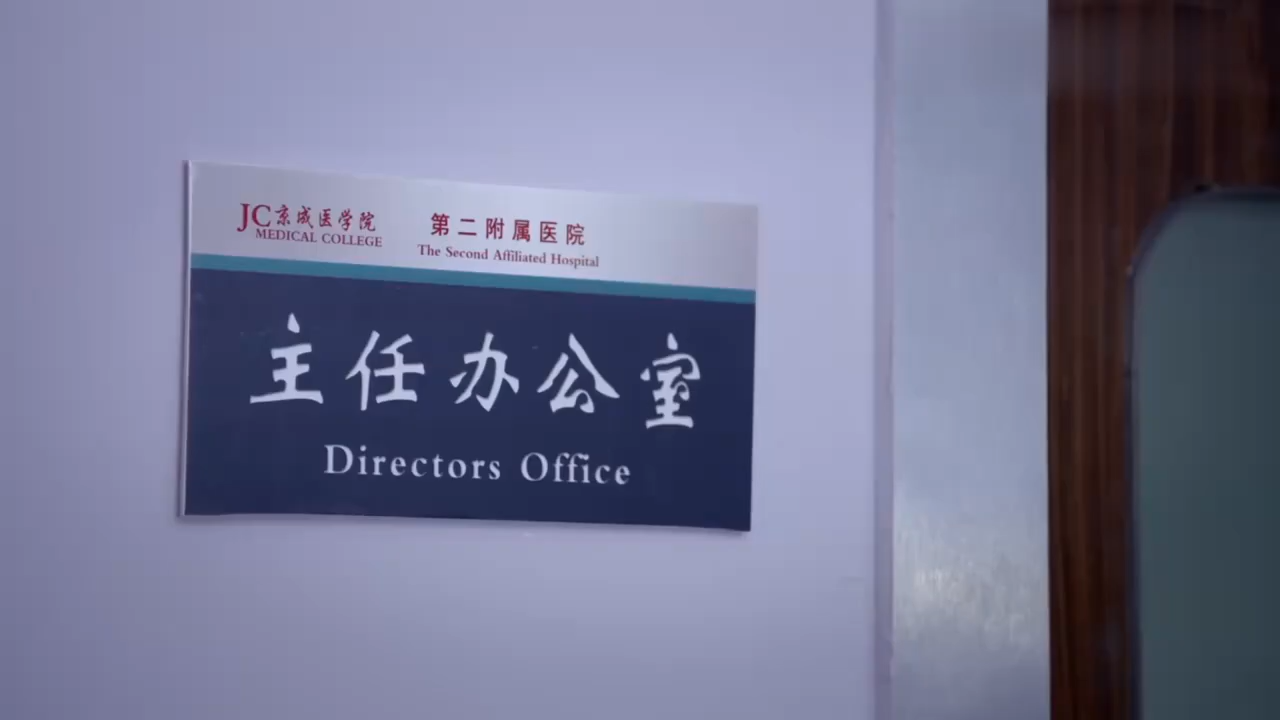 JC京城医学院
MEDICAL COLLEGE
第二附属医院
The Second Affiliated Hospital
主任办公室
Directors Office